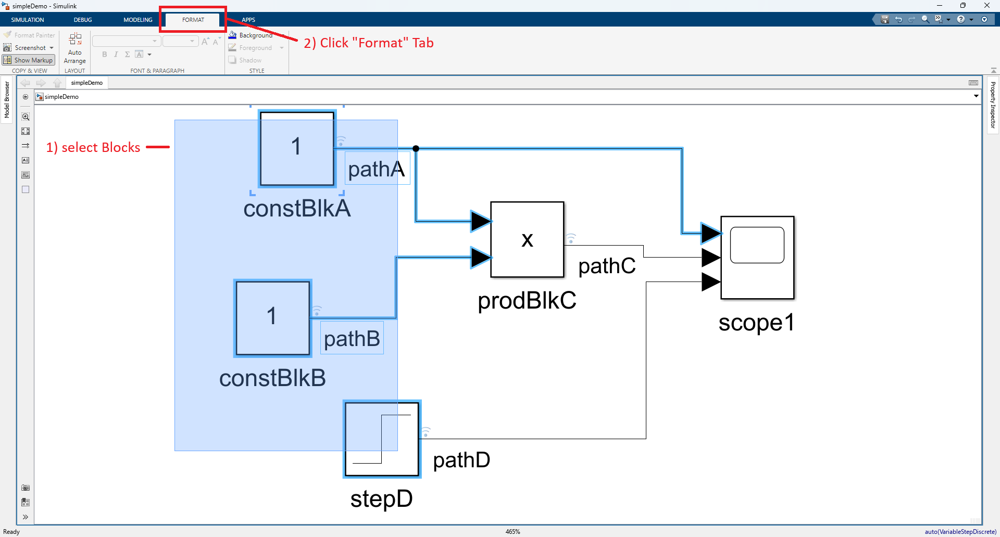 simpleDemo - Simulink
SIMULATION DEBUG MODELING FORMAT APPS
Format Painter
Screenshot
Show Markup
COPY & VIEW
Auto
Arrange
LAYOUT
B I Σ A
A A
FONT & PARAGRAPH
Background
Foreground
Shadow
STYLE
2) Click "Format" Tab
Model Browser
simpleDemo
simpleDemo
Property Inspector
1) select Blocks
1
pathA
constBlkA
x
pathC
prodBlkC
scope1
1
pathB
constBlkB
pathD
stepD
Ready 465% auto(VariableStepDiscrete)